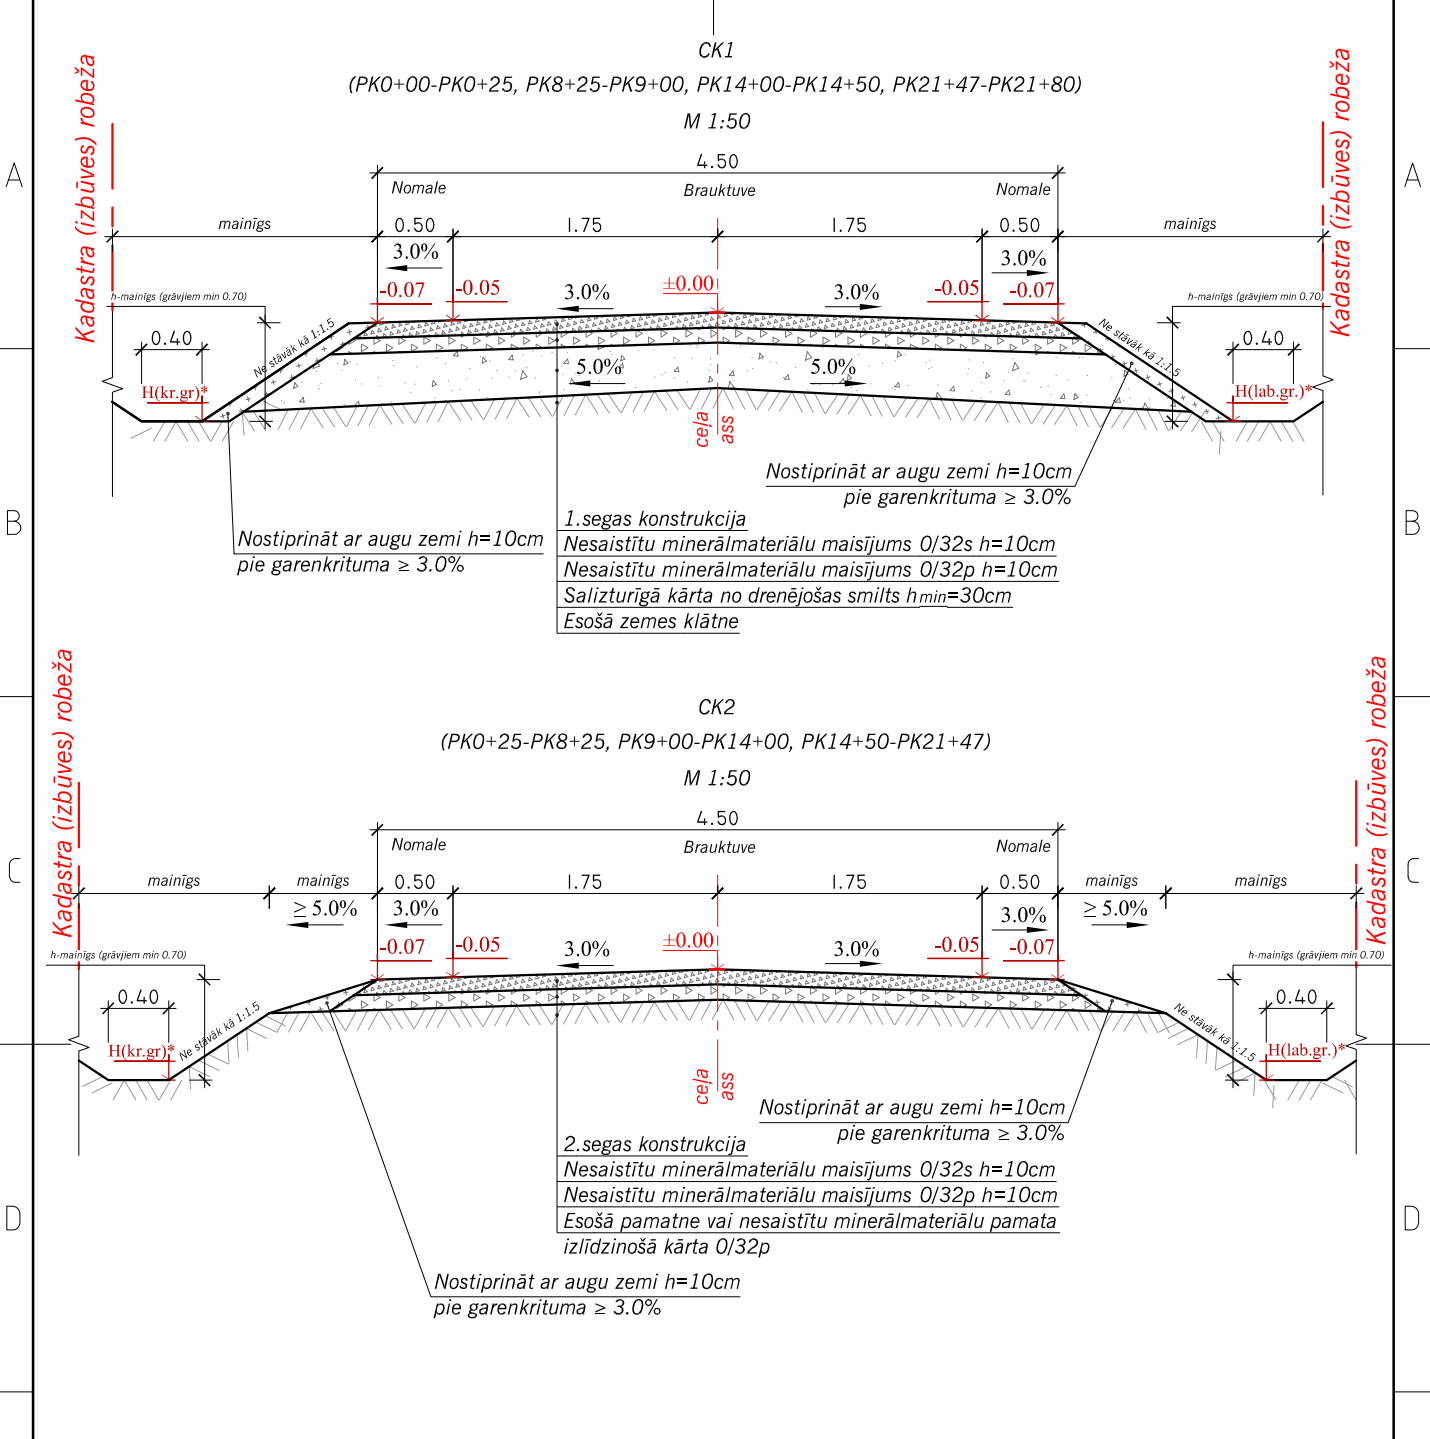 CK1
(PK0+00-PK0+25, PK8+25-PK9+00, PK14+00-PK14+50, PK21+47-PK21+80)
M 1:50
Kadastra (izbūves) robeža
Kadastra (izbūves) robeža
A
A
4.50
Nomale
Brauktuve
Nomale
mainīgs
0.50
1.75
1.75
0.50
mainīgs
3.0%
3.0%
-0.07
-0.05
3.0%
±0.00
3.0%
-0.05
-0.07
h-mainīgs (grāvjiem min 0.70)
h-mainīgs (grāvjiem min 0.70)
0.40
Ne stāvāk kā 1:1.5
Ne stāvāk kā 1:1.5
0.40
5.0%
5.0%
H(kr.gr)*
H(lab.gr.)*
ceļa
ass
Nostiprināt ar augu zemi h=10cm
pie garenkrituma ≥ 3.0%
B
B
Nostiprināt ar augu zemi h=10cm
pie garenkrituma ≥ 3.0%
1.segas konstrukcija
Nesaistītu minerālmateriālu maisījums 0/32s h=10cm
Nesaistītu minerālmateriālu maisījums 0/32p h=10cm
Salizturīgā kārta no drenējošas smilts hmin=30cm
Esošā zemes klātne
CK2
(PK0+25-PK8+25, PK9+00-PK14+00, PK14+50-PK21+47)
M 1:50
Kadastra (izbūves) robeža
Kadastra (izbūves) robeža
4.50
Nomale
Brauktuve
Nomale
C
C
mainīgs
mainīgs
0.50
1.75
1.75
0.50
mainīgs
mainīgs
≥ 5.0%
3.0%
3.0%
≥ 5.0%
-0.07
-0.05
3.0%
±0.00
3.0%
-0.05
-0.07
h-mainīgs (grāvjiem min 0.70)
h-mainīgs (grāvjiem min 0.70)
0.40
Ne stāvāk kā 1:1.5
Ne stāvāk kā 1:1.5
0.40
H(kr.gr)*
H(lab.gr.)*
ceļa
ass
Nostiprināt ar augu zemi h=10cm
pie garenkrituma ≥ 3.0%
2.segas konstrukcija
Nesaistītu minerālmateriālu maisījums 0/32s h=10cm
Nesaistītu minerālmateriālu maisījums 0/32p h=10cm
Esošā pamatne vai nesaistītu minerālmateriālu pamata
izlīdzinošā kārta 0/32p
D
D
Nostiprināt ar augu zemi h=10cm
pie garenkrituma ≥ 3.0%